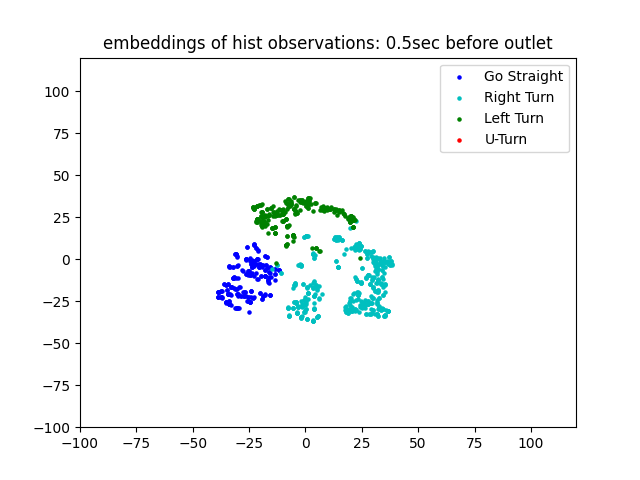 embeddings of hist observations: 0.5sec before outlet
Go Straight
Right Turn
Left Turn
U-Turn
100
75
50
25
0
−25
−50
−75
−100
−100 −75 −50 −25 0 25 50 75 100